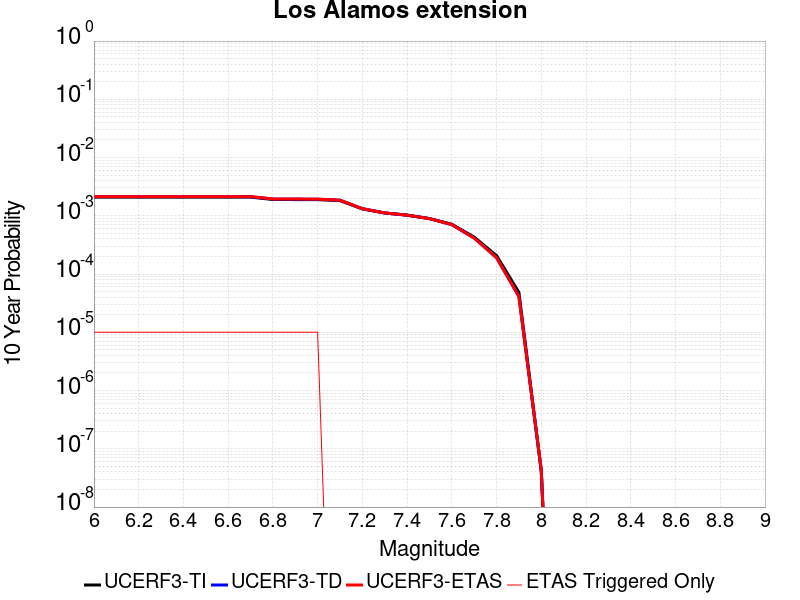 Los Alamos extension
10 0
10 -1
10 -2
10 -3
10 -4
10 -5
10 -6
10 -7
10 -8
10 Year Probability
6 6.2 6.4 6.6 6.8 7 7.2 7.4 7.6 7.8 8 8.2 8.4 8.6 8.8 9
Magnitude
UCERF3-TI UCERF3-TD UCERF3-ETAS ETAS Triggered Only